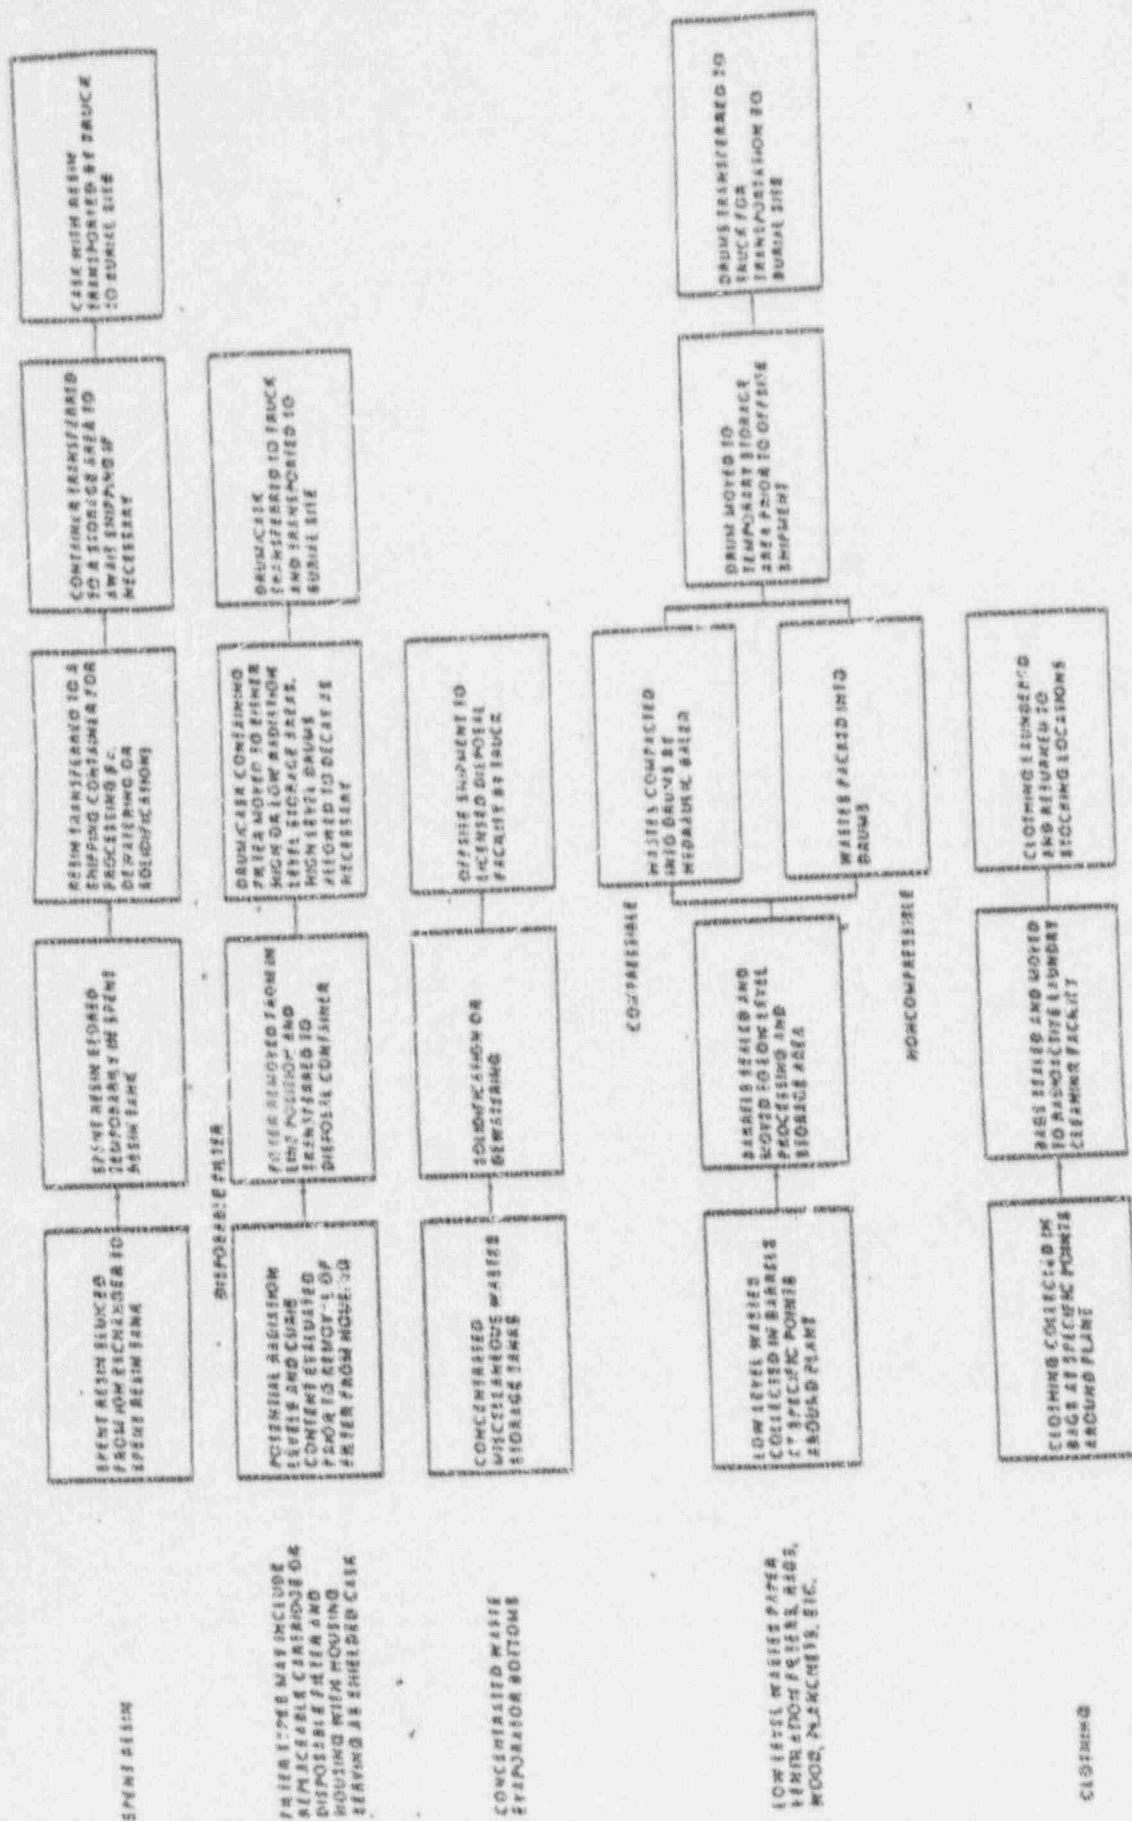 SPENT RESIN
SPENT RESIN SLUICED
FROM ION EXCHANGER TO
SPENT RESIN TANK
SPENT RESIN STORED
TEMPORARILY IN SPENT
RESIN TANK
RESIN TRANSFERRED TO A
SHIPPING CONTAINER FOR
PROCESSING
DEWATERING OR
SOLIDIFICATIONS
CONTAINER TRANSFERRED
TO A STORAGE AREA TO
AWAIT SHIPPING IF
NECESSARY
CASK WITH RESIN
TRANSPORTED BY TRUCK
TO BURIAL SITE
FILTER TYPES MAY INCLUDE
REPLACEABLE CARTRIDGE OR
DISPOSABLE FILTER AND
HOUSING WITH HOUSING
SERVING AS SHIELDED CASK
DISPOSABLE FILTER
POTENTIAL RADIATION
LEVELS AND CURIE
CONTENT EVALUATED
PRIOR TO REMOVAL OF
FILTER FROM HOUSING
FILTER REMOVED FROM IN
LINE POSITION AND
TRANSFERRED TO
DISPOSAL CONTAINER
DRUM/CASK CONTAINING
FILTER MOVED TO EITHER
HIGH OR LOW RADIATION
LEVEL STORAGE AREAS.
HIGH LEVEL DRUMS
ALLOWED TO DECAY AS
NECESSARY
DRUM/CASK
TRANSFERRED TO TRUCK
AND TRANSPORTED TO
BURIAL SITE
CONCENTRATED WASTE
EVAPORATOR BOTTOMS
CONCENTRATED
MISCELLANEOUS WASTES
STORAGE TANKS
SOLIDIFICATION OR
DEWATERING
OFFSITE SHIPMENT TO
LICENSED DISPOSAL
FACILITY BY TRUCK
LOW LEVEL WASTES PAPER
VENTILATION FILTERS, RAGS,
WOOD, PLANCHETS, ETC.
LOW LEVEL WASTES
COLLECTED IN BARRELS
AT SPECIFIC POINTS
AROUND PLANT
BARRELS SEALED AND
MOVED TO LOW LEVEL
PROCESSING AND
STORAGE AREA
COMPRESSIBLE
WASTES COMPACTED
INTO DRUMS BY
HYDRAULIC BALER
NONCOMPRESSIBLE
WASTES PACKED INTO
DRUMS
DRUM MOVED TO
TEMPORARY STORAGE
AREA PRIOR TO OFFSITE
SHIPMENT
DRUMS TRANSFERRED TO
TRUCK FOR
TRANSPORTATION TO
BURIAL SITE
CLOTHING
CLOTHING COLLECTED IN
BAGS AT SPECIFIC POINTS
AROUND PLANT
BAGS SEALED AND MOVED
TO RADIOACTIVE LAUNDRY
CLEANING FACILITY
CLOTHING LAUNDERED
AND RETURNED TO
STOCKING LOCATIONS